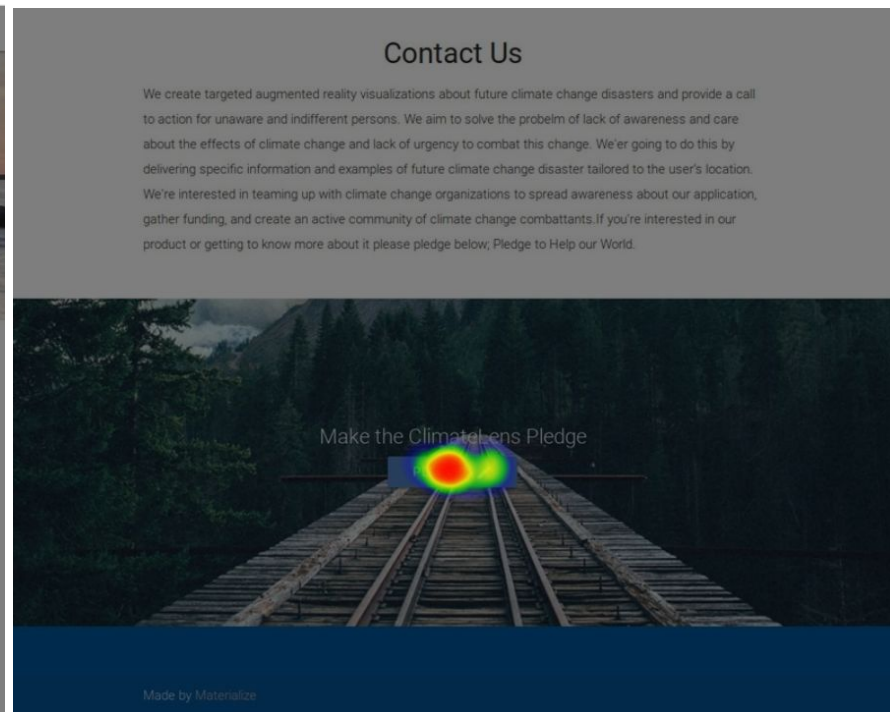 Contact Us
We create targeted augmented reality visualizations about future climate change disasters and provide a call
to action for unaware and indifferent persons. We aim to solve the probelm of lack of awareness and care
about the effects of climate change and lack of urgency to combat this change. We'er going to do this by
delivering specific information and examples of future climate change disaster tailored to the user's location.
We're interested in teaming up with climate change organizations to spread awareness about our application,
gather funding, and create an active community of climate change combattants.If you're interested in our
product or getting to know more about it please pledge below; Pledge to Help our World.
Make the ClimateLens Pledge
Made by Materialize